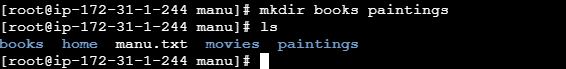 [root@ip-172-31-1-244 manu]# mkdir books paintings
[root@ip-172-31-1-244 manu]# ls
books  home  manu.txt  movies  paintings
[root@ip-172-31-1-244 manu]#